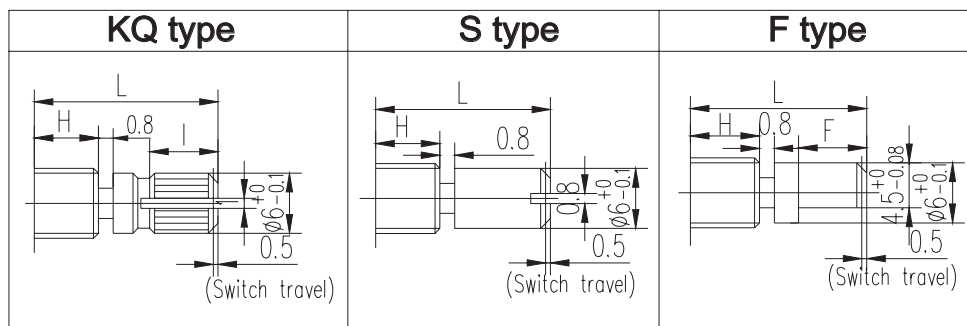 KQ type
S type
F type
L
H
0.8
I
1
+0
ø6-0.1
0.5
(Switch travel)
L
H
0.8
0.8
+0
ø6-0.1
0.5
(Switch travel)
L
H
0.8
F
+0
4.5-0.08
+0
ø6-0.1
0.5
(Switch travel)